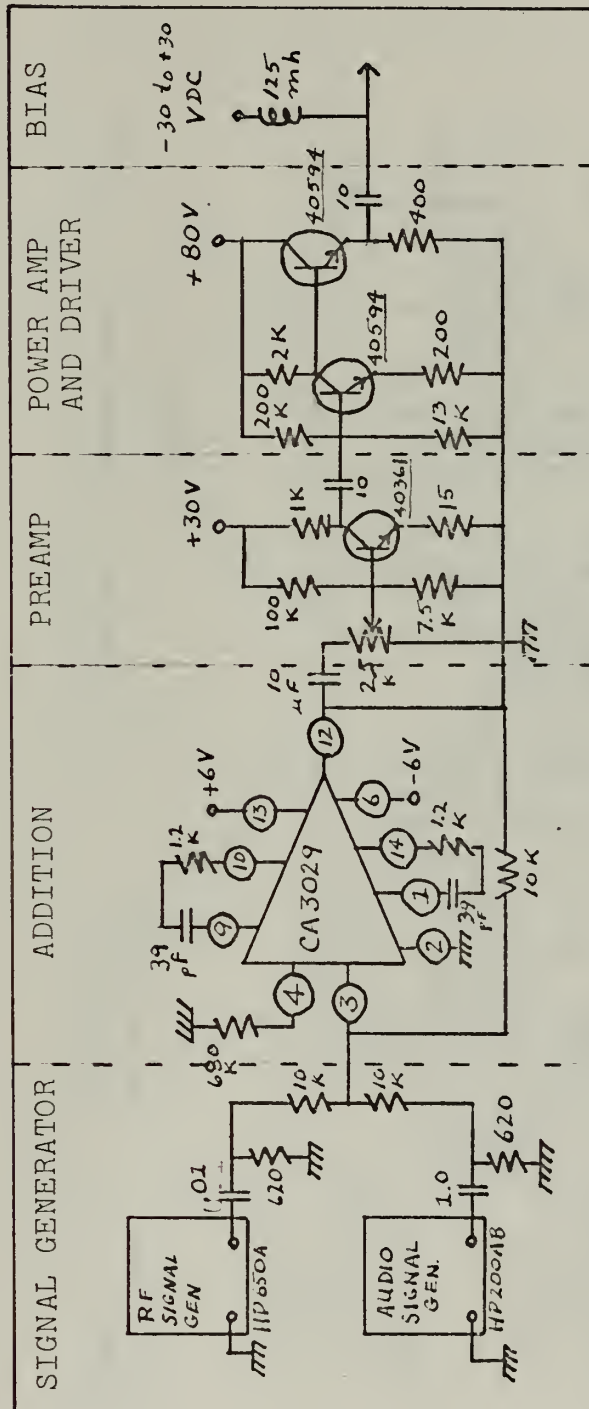 SIGNAL GENERATOR
ADDITION
PREAMP
POWER AMP
AND DRIVER
BIAS
RF
SIGNAL
GEN
HP650A
.01
620
10
K
AUDIO
SIGNAL
GEN.
HP200AB
1.0
620
10
K
680
K
4
3
39
pF
9
10
1.2
K
+6V
13
CA3029
12
2
1
39
pF
14
1.2
K
6
-6V
10K
10
μF
2.5
K
100
K
+30V
1K
7.5
K
40361
15
10
200
K
2K
+80V
13
K
40594
200
40594
400
10
-30 to +30
VDC
125
mh